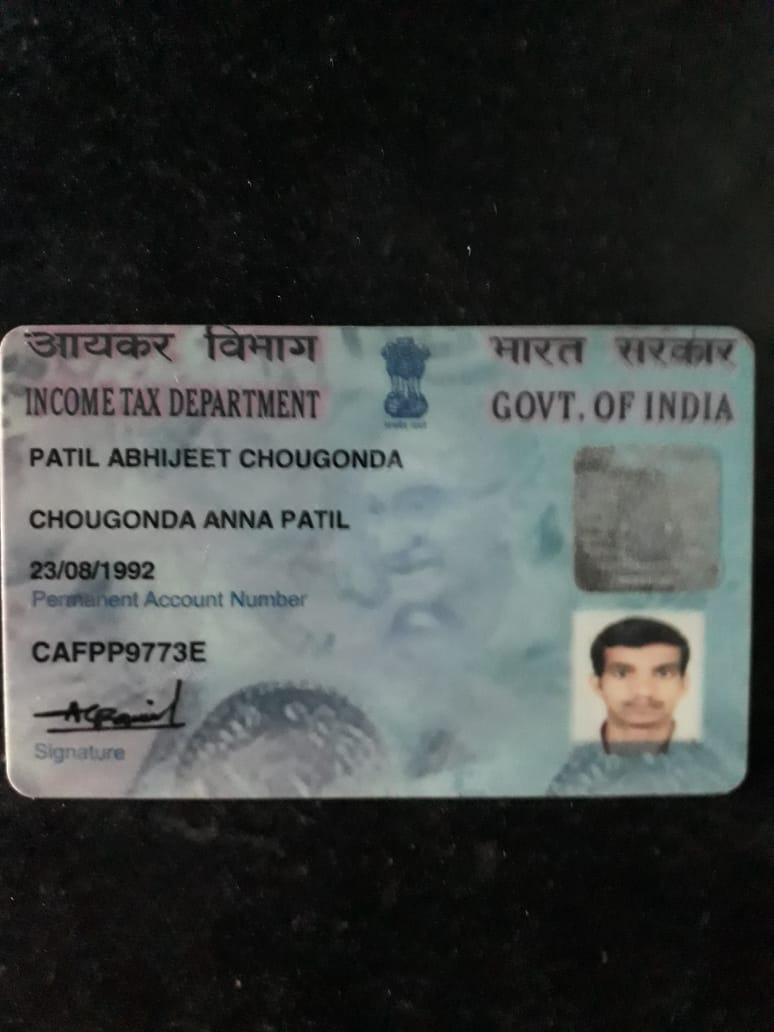 आयकर विभाग
भारत सरकार
INCOME TAX DEPARTMENT
GOVT. OF INDIA
PATIL ABHIJEET CHOUGONDA
CHOUGONDA ANNA PATIL
23/08/1992
Permanent Account Number
CAFPP9773E
Signature